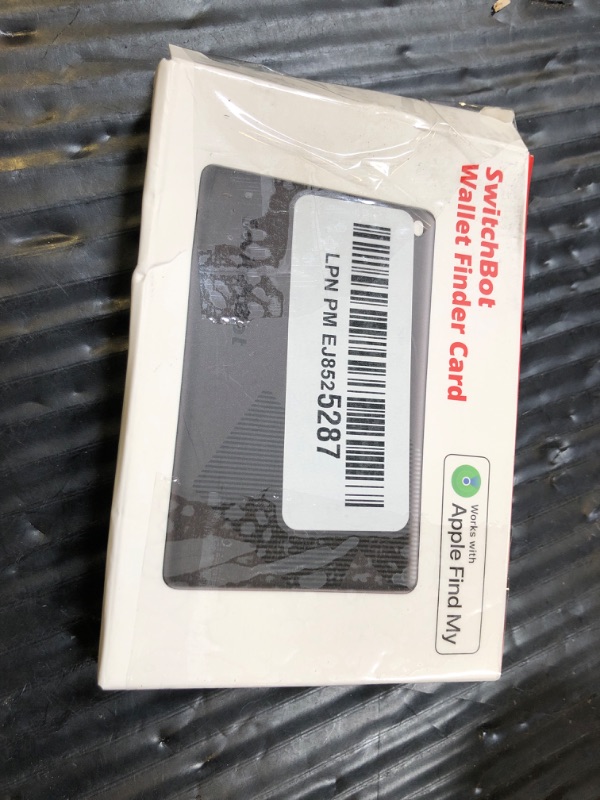 SwitchBot
Wallet Finder Card
Works with
Apple Find My
LPN PM EJ8525287